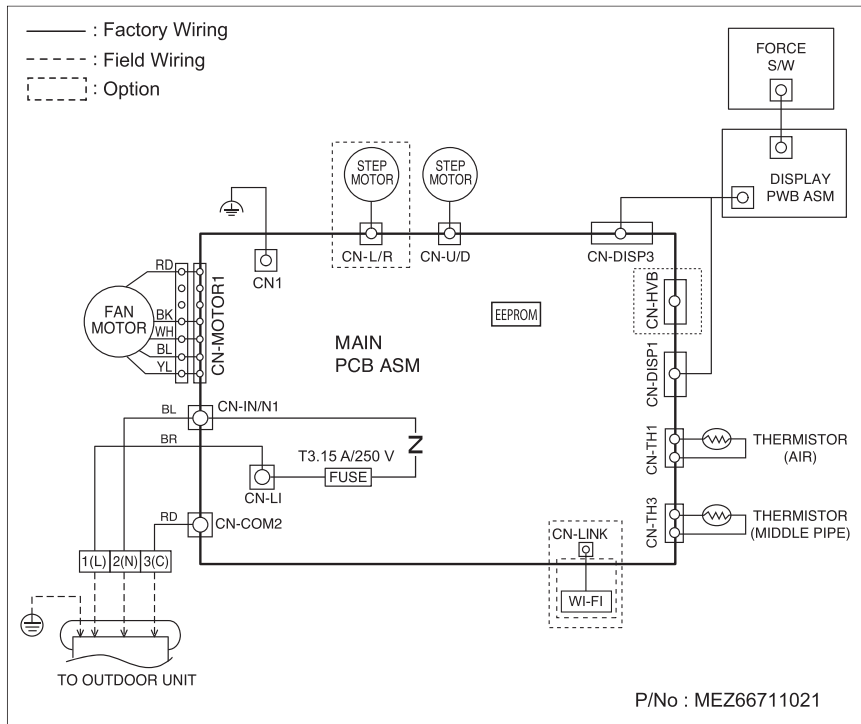 : Factory Wiring
: Field Wiring
: Option
FORCE
S/W
DISPLAY
PWB ASM
STEP
MOTOR
STEP
MOTOR
CN-L/R
CN-U/D
CN-DISP3
CN1
RD
BK
WH
BL
YL
FAN
MOTOR
CN-MOTOR1
EEPROM
CN-HVB
MAIN
PCB ASM
CN-DISP1
CN-IN/N1
BL
BR
T3.15 A/250 V
FUSE
Z
CN-LI
CN-TH1
THERMISTOR
(AIR)
RD
CN-COM2
CN-TH3
THERMISTOR
(MIDDLE PIPE)
CN-LINK
WI-FI
1(L) 2(N) 3(C)
TO OUTDOOR UNIT
P/No : MEZ66711021